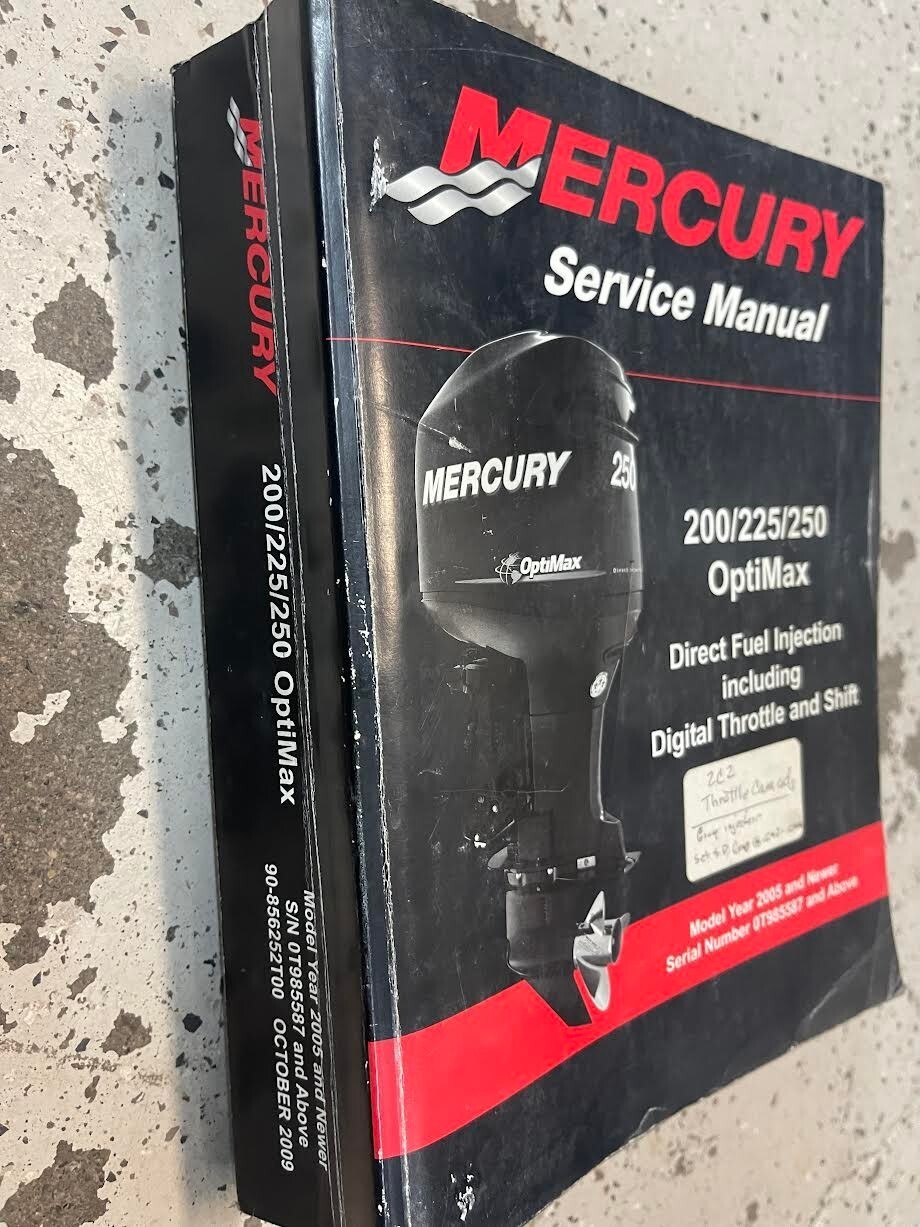 MERCURY
Service Manual
MERCURY 250
OptiMax
200/225/250
OptiMax
Direct Fuel Injection
including
Digital Throttle and Shift
2C2
Throttle
Model Year 2005 and Newer
Serial Number 0T985587 and Above
MERCURY
200/225/250 OptiMax
Model Year 2005 and Newer
S/N 0T985587 and Above
90-856252T00 OCTOBER 2009